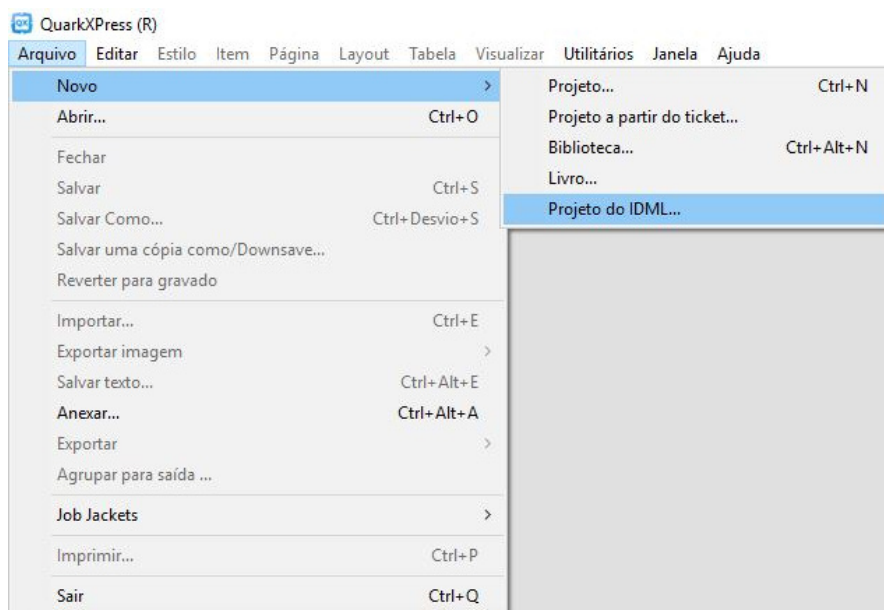 QuarkXPress (R)
Arquivo Editar Estilo Item Página Layout Tabela Visualizar Utilitários Janela Ajuda
Novo
Abrir... Ctrl+O
Fechar
Salvar Ctrl+S
Salvar Como... Ctrl+Desvio+S
Salvar uma cópia como/Downsave...
Reverter para gravado
Importar... Ctrl+E
Exportar imagem
Salvar texto... Ctrl+Alt+E
Anexar... Ctrl+Alt+A
Exportar
Agrupar para saída ...
Job Jackets
Imprimir... Ctrl+P
Sair Ctrl+Q
Projeto... Ctrl+N
Projeto a partir do ticket...
Biblioteca... Ctrl+Alt+N
Livro...
Projeto do IDML...